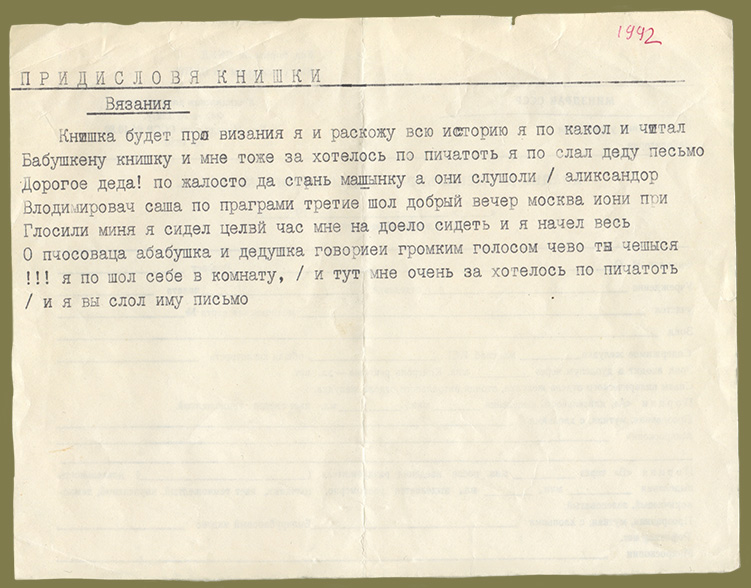 1992
ПРИДИСЛОВЯ КНИШКИ
Вязания
Книшка будет про визания я и раскожу всю историю я по какол и читал
Бабушкену книшку и мне тоже за хотелось по пичатоть я по слал деду песьмо
Дорогое деда! по жалосто да стань машынку а они слушоли / аликсандор
Влодимировач саша по праграми третие шол добрый вечер москва иони при
Глосили миня я сидел целвй час мне на доело сидеть и я начел весь
О пчосоваца абабушка и дедушка говориеи громким голосом чево ты чешыся
!!! я по шол себе в комнату, / и тут мне очень за хотелось по пичатоть
/ и я вы слол иму письмо